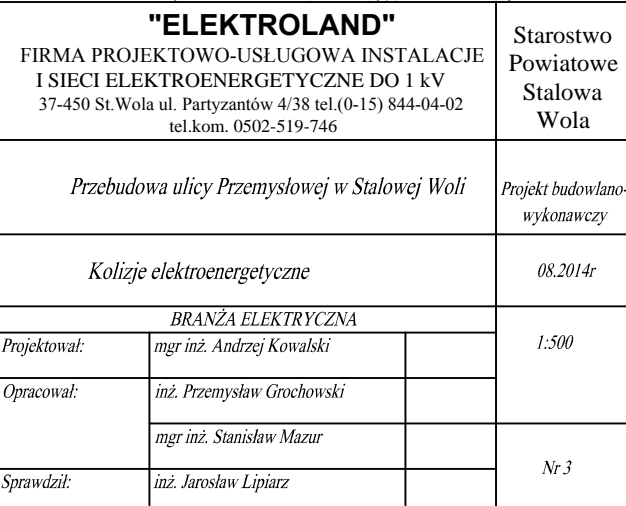 "ELEKTROLAND"
FIRMA PROJEKTOWO-USŁUGOWA INSTALACJE
I SIECI ELEKTROENERGETYCZNE DO 1 kV
37-450 St.Wola ul. Partyzantów 4/38 tel.(0-15) 844-04-02
tel.kom. 0502-519-746
Starostwo
Powiatowe
Stalowa
Wola
Przebudowa ulicy Przemysłowej w Stalowej Woli
Projekt budowlano-
wykonawczy
Kolizje elektroenergetyczne
08.2014r
BRANŻA ELEKTRYCZNA
1:500
Projektował:
mgr inż. Andrzej Kowalski
Opracował:
inż. Przemysław Grochowski
mgr inż. Stanisław Mazur
Sprawdził:
inż. Jarosław Lipiarz
Nr 3